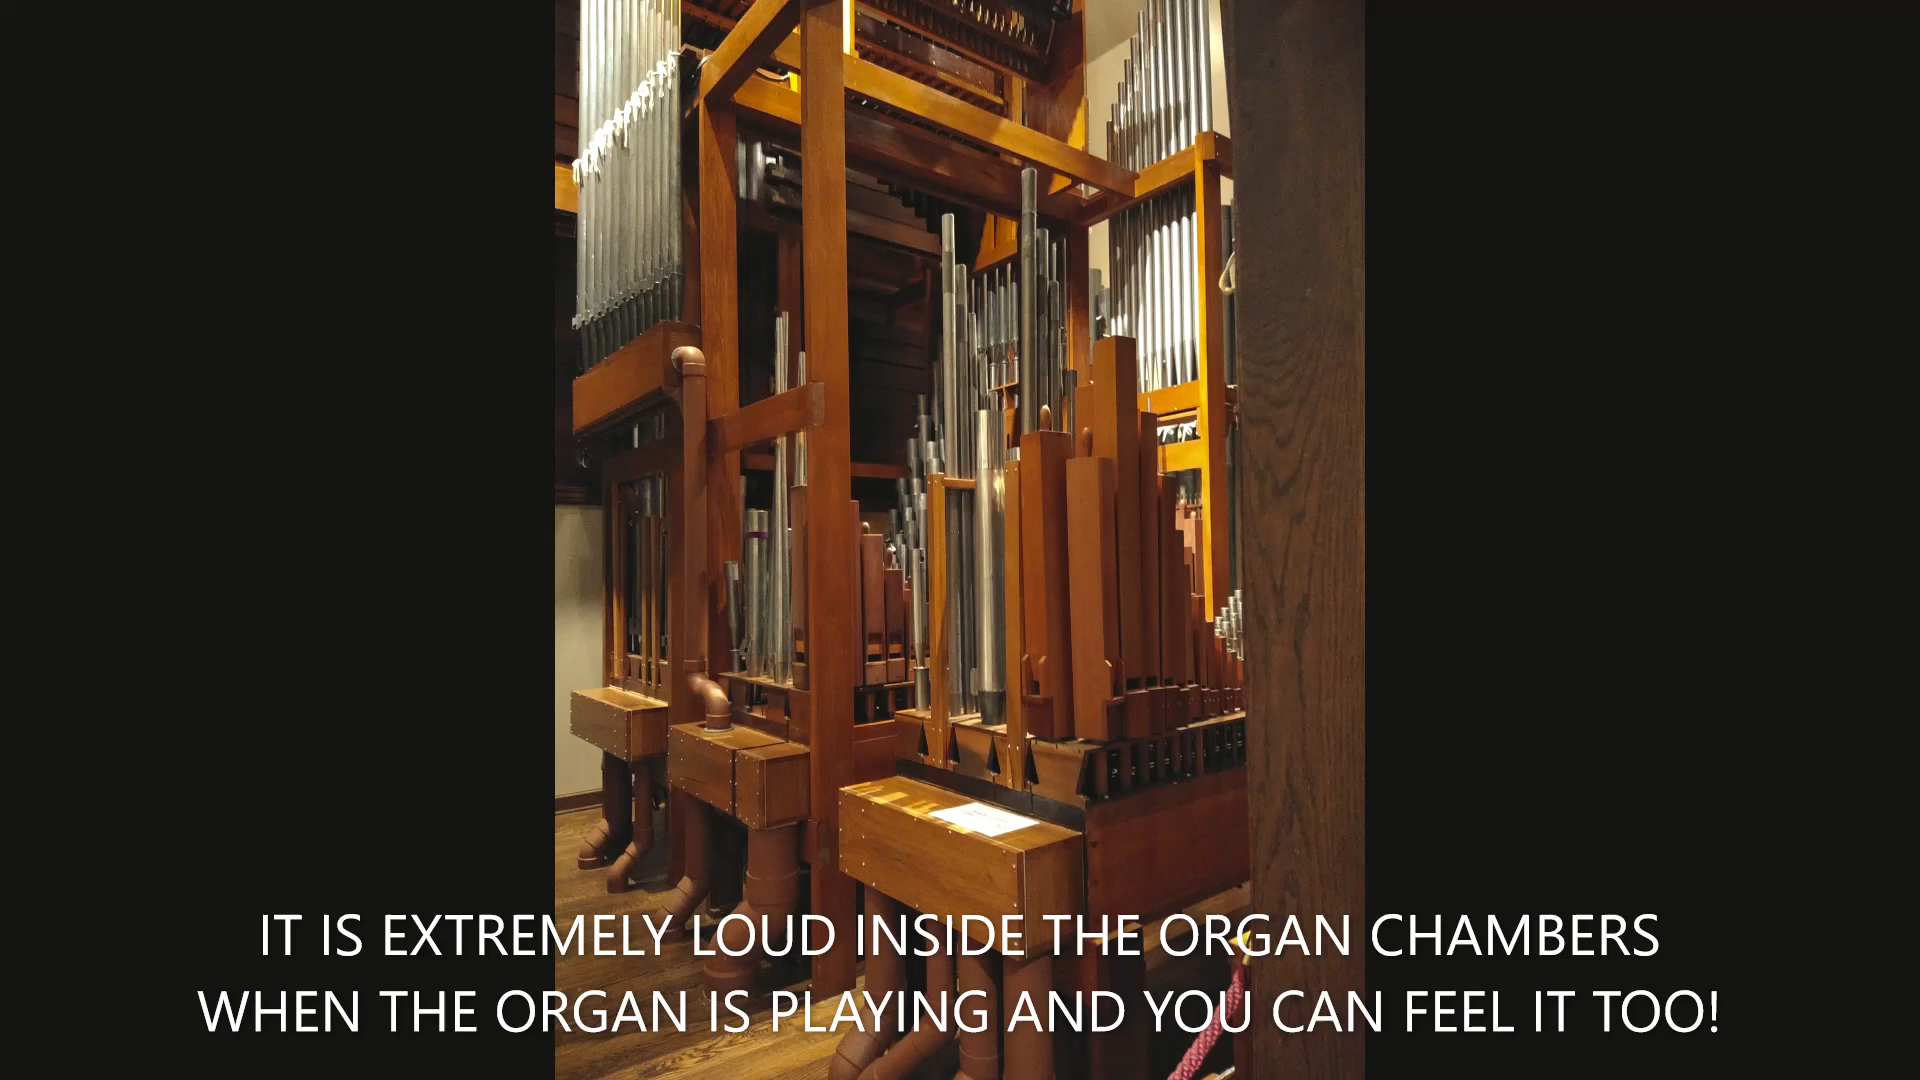 IT IS EXTREMELY LOUD INSIDE THE ORGAN CHAMBERS
WHEN THE ORGAN IS PLAYING AND YOU CAN FEEL IT TOO!